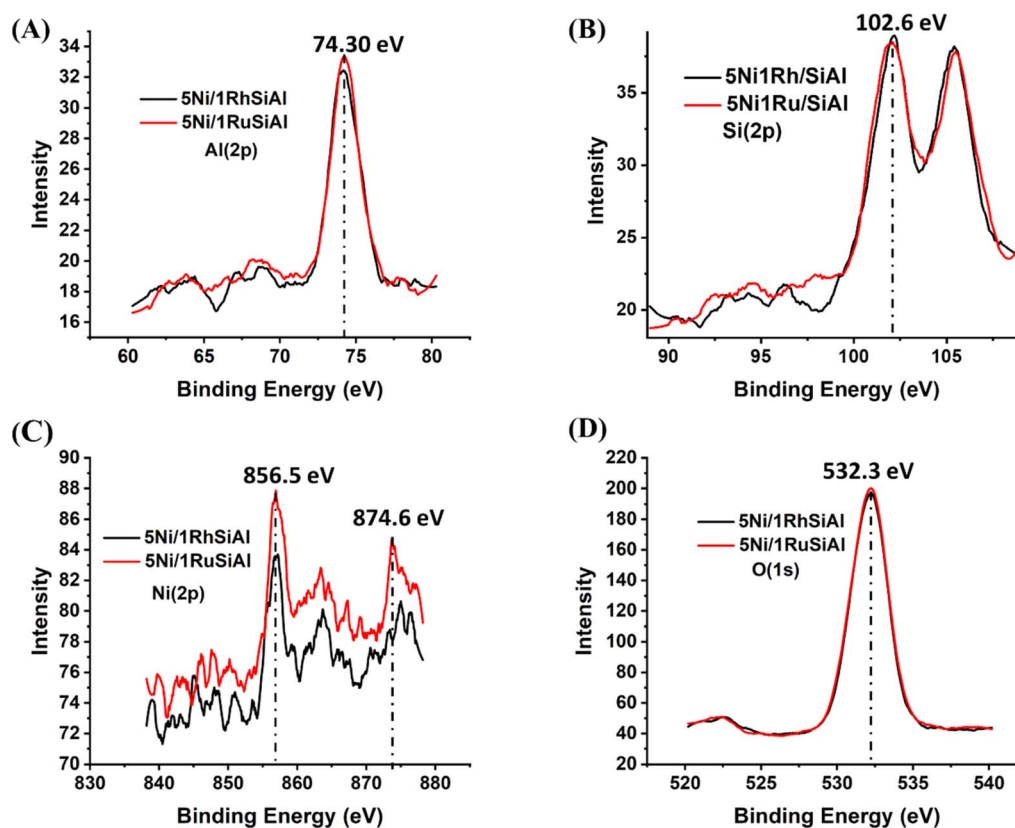 (A)
74.30 eV
5Ni/1RhSiAl
5Ni/1RuSiAl
Al(2p)
Intensity
34
32
30
28
26
24
22
20
18
16
60
65
70
75
80
Binding Energy (eV)
(B)
102.6 eV
5Ni1Rh/SiAl
5Ni1Ru/SiAl
Si(2p)
Intensity
35
30
25
20
90
95
100
105
Binding Energy (eV)
(C)
856.5 eV
874.6 eV
5Ni/1RhSiAl
5Ni/1RuSiAl
Ni(2p)
Intensity
90
88
86
84
82
80
78
76
74
72
70
830
840
850
860
870
880
Binding Energy (eV)
(D)
532.3 eV
5Ni/1RhSiAl
5Ni/1RuSiAl
O(1s)
Intensity
220
200
180
160
140
120
100
80
60
40
20
520
525
530
535
540
Binding Energy (eV)